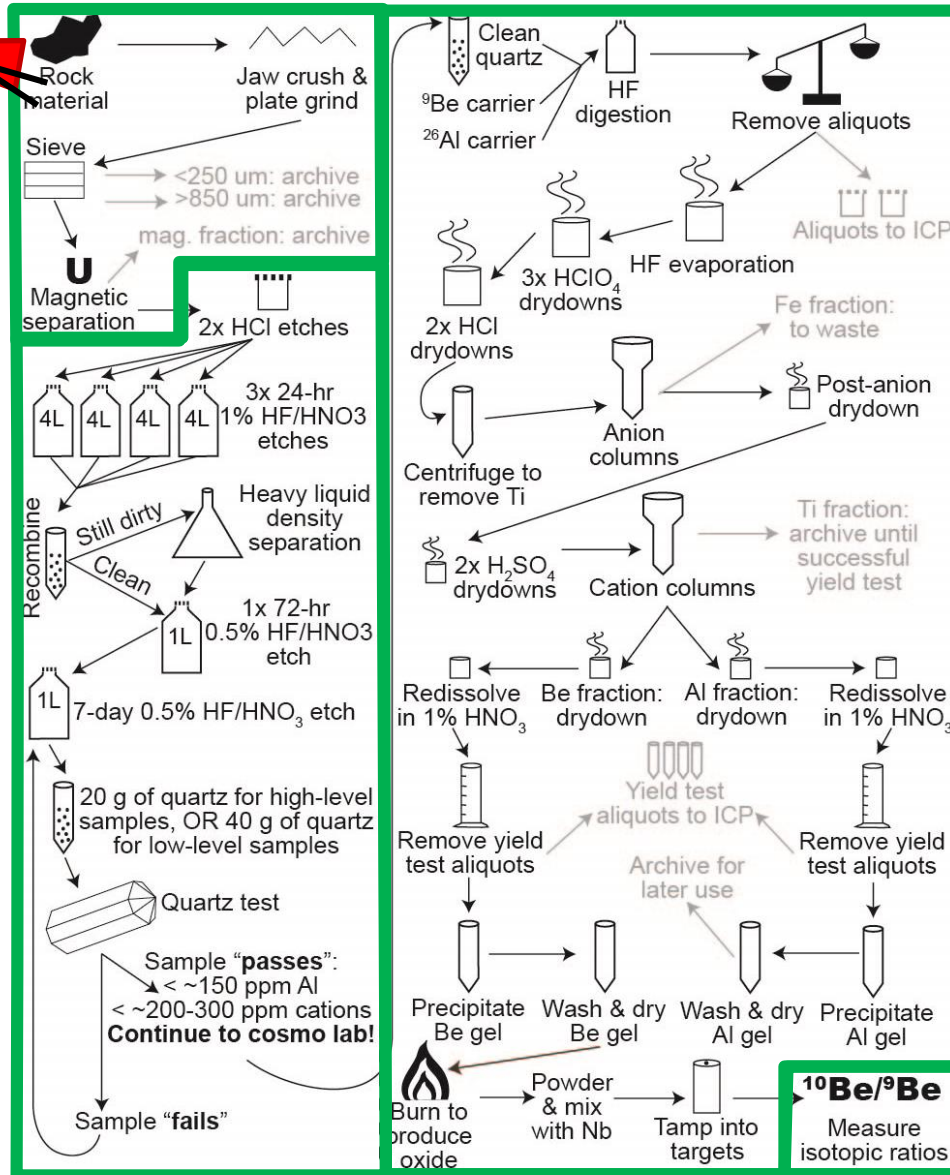 Rock
material
Jaw crush &
plate grind
Sieve
<250 um: archive
>850 um: archive
mag. fraction: archive
U
Magnetic
separation
2x HCl etches
4L 4L 4L 4L
3x 24-hr
1% HF/HNO3
etches
Recombine
Still dirty
Clean
Heavy liquid
density
separation
1L
1x 72-hr
0.5% HF/HNO3
etch
1L
7-day 0.5% HF/HNO₃ etch
20 g of quartz for high-level
samples, OR 40 g of quartz
for low-level samples
Quartz test
Sample “passes”:
< ~150 ppm Al
< ~200-300 ppm cations
Continue to cosmo lab!
Sample “fails”
Clean
quartz
⁹Be carrier
²⁶Al carrier
HF
digestion
Remove aliquots
Aliquots to ICP
HF evaporation
3x HClO₄
drydowns
2x HCl
drydowns
Centrifuge to
remove Ti
Anion
columns
Fe fraction:
to waste
Post-anion
drydown
2x H₂SO₄
drydowns
Cation columns
Ti fraction:
archive until
successful
yield test
Redissolve
in 1% HNO₃
Be fraction:
drydown
Al fraction:
drydown
Redissolve
in 1% HNO₃
Remove yield
test aliquots
Yield test
aliquots to ICP
Remove yield
test aliquots
Archive for
later use
Precipitate
Be gel
Wash & dry
Be gel
Wash & dry
Al gel
Precipitate
Al gel
Burn to
produce
oxide
Powder
& mix
with Nb
Tamp into
targets
¹⁰Be/⁹Be
Measure
isotopic ratios